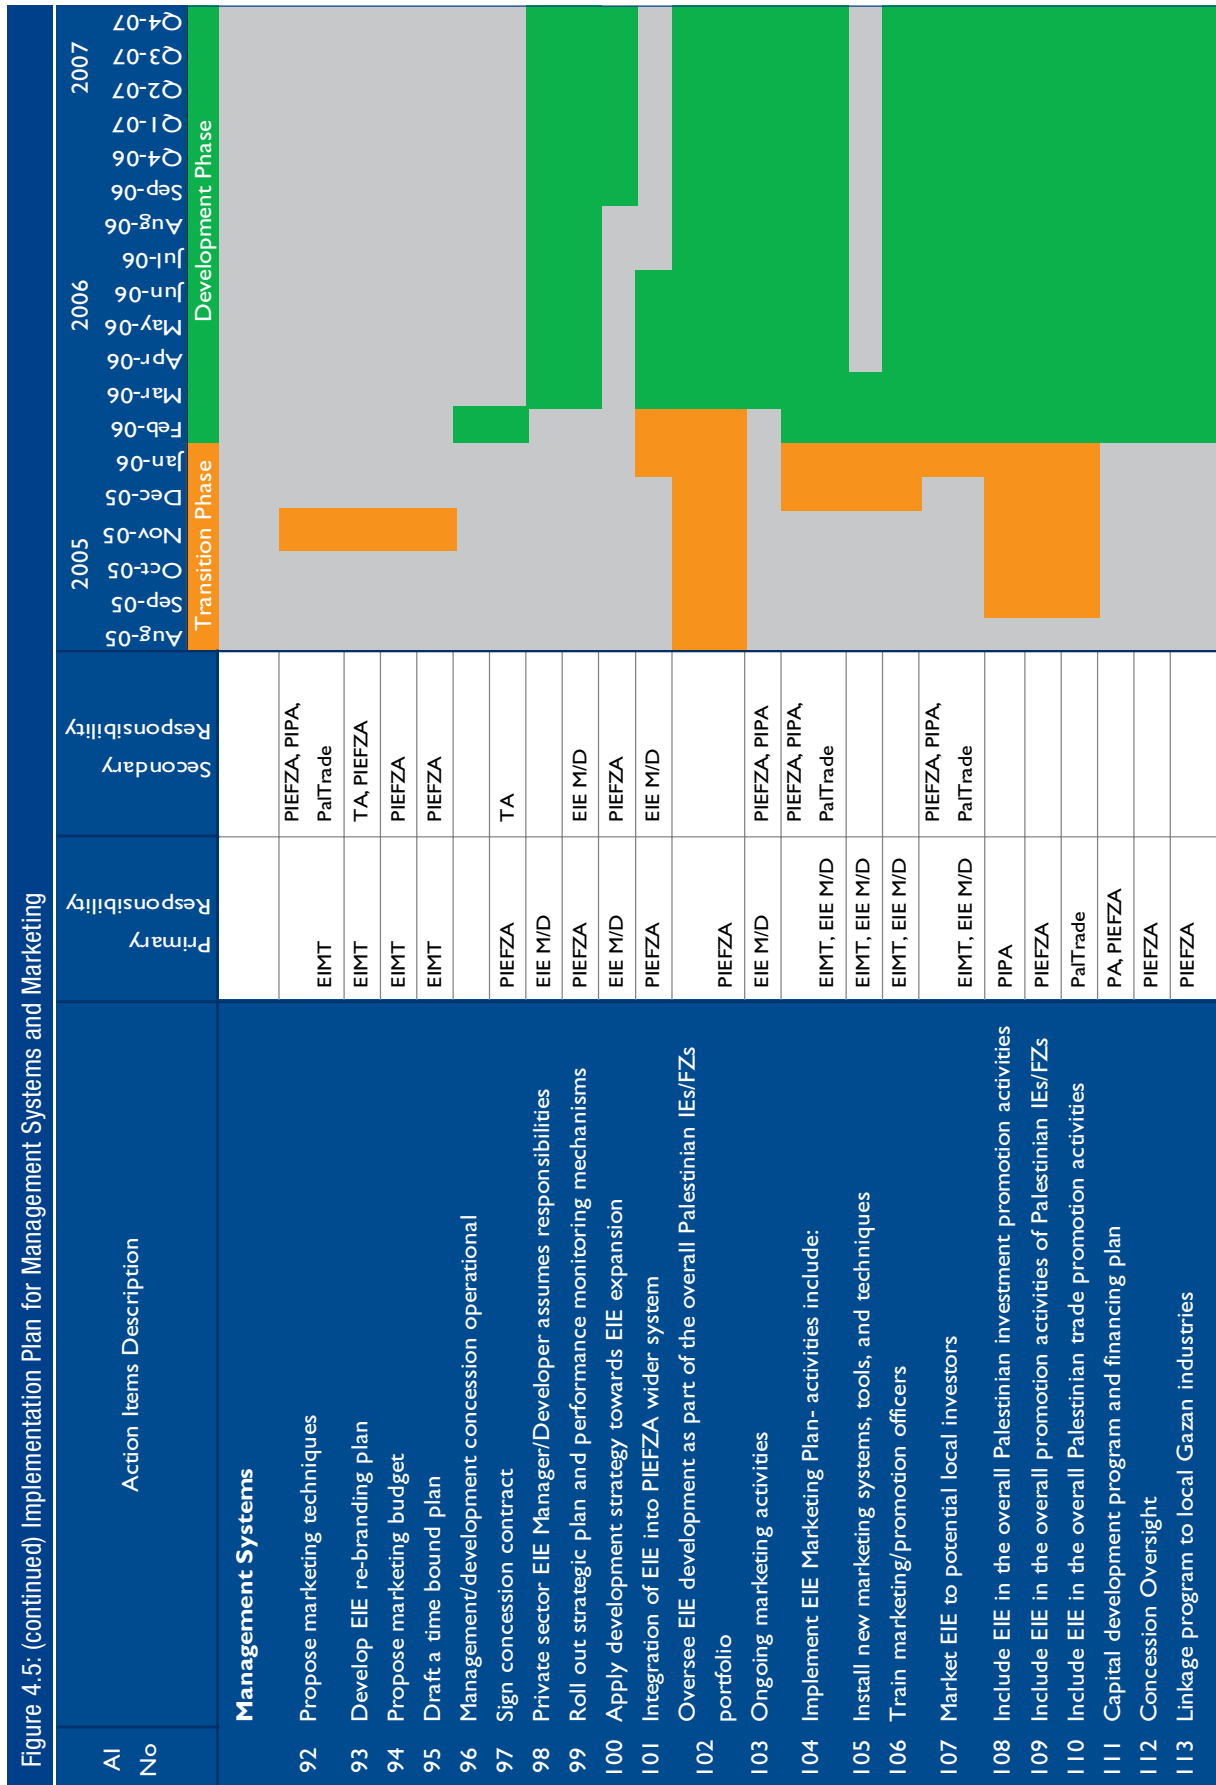 Figure 4.5: (continued) Implementation Plan for Management Systems and Marketing
AI
No
Action Items Description
Primary
Responsibility
Secondary
Responsibility
2005
2006
2007
Aug-05
Sep-05
Oct-05
Nov-05
Dec-05
Jan-06
Feb-06
Mar-06
Apr-06
May-06
Jun-06
Jul-06
Aug-06
Sep-06
Q4-06
Q1-07
Q2-07
Q3-07
Q4-07
Transition Phase
Development Phase
Management Systems
92 Propose marketing techniques EIMT PIEFZA, PIPA,
PalTrade
93 Develop EIE re-branding plan EIMT TA, PIEFZA
94 Propose marketing budget EIMT PIEFZA
95 Draft a time bound plan EIMT PIEFZA
96 Management/development concession operational
97 Sign concession contract PIEFZA TA
98 Private sector EIE Manager/Developer assumes responsibilities EIE M/D
99 Roll out strategic plan and performance monitoring mechanisms PIEFZA EIE M/D
100 Apply development strategy towards EIE expansion EIE M/D PIEFZA
101 Integration of EIE into PIEFZA wider system PIEFZA EIE M/D
102 Oversee EIE development as part of the overall Palestinian IEs/FZs
portfolio PIEFZA
103 Ongoing marketing activities EIE M/D PIEFZA, PIPA
104 Implement EIE Marketing Plan- activities include: EIMT, EIE M/D PIEFZA, PIPA,
PalTrade
105 Install new marketing systems, tools, and techniques EIMT, EIE M/D
106 Train marketing/promotion officers EIMT, EIE M/D
107 Market EIE to potential local investors EIMT, EIE M/D PIEFZA, PIPA,
PalTrade
108 Include EIE in the overall Palestinian investment promotion activities PIPA
109 Include EIE in the overall promotion activities of Palestinian IEs/FZs PIEFZA
110 Include EIE in the overall Palestinian trade promotion activities PalTrade
111 Capital development program and financing plan PA, PIEFZA
112 Concession Oversight PIEFZA
113 Linkage program to local Gazan industries PIEFZA